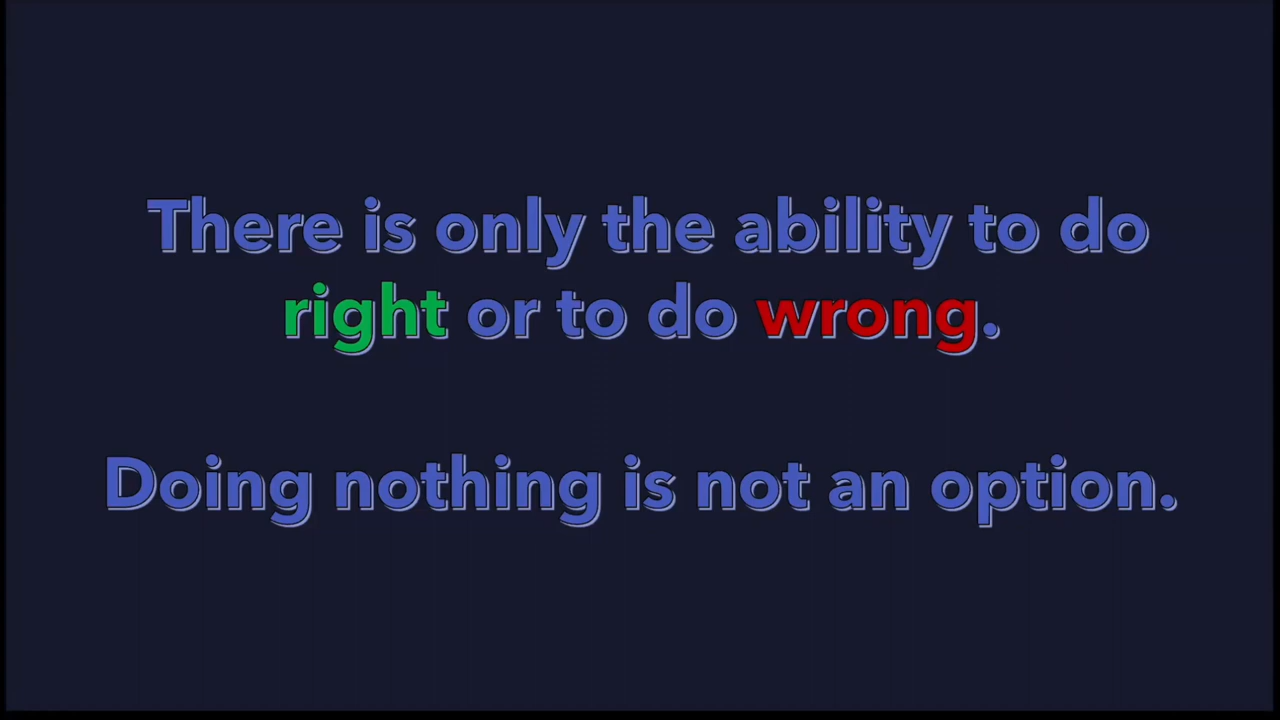 There is only the ability to do
right or to do wrong.
Doing nothing is not an option.